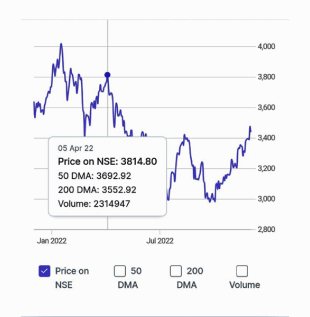 4,000
3,800
3,600
3,400
3,200
3,000
2,800
05 Apr 22
Price on NSE: 3814.80
50 DMA: 3692.92
200 DMA: 3552.92
Volume: 2314947
Jan 2022 Jul 2022
Price on NSE
50 DMA
200 DMA
Volume